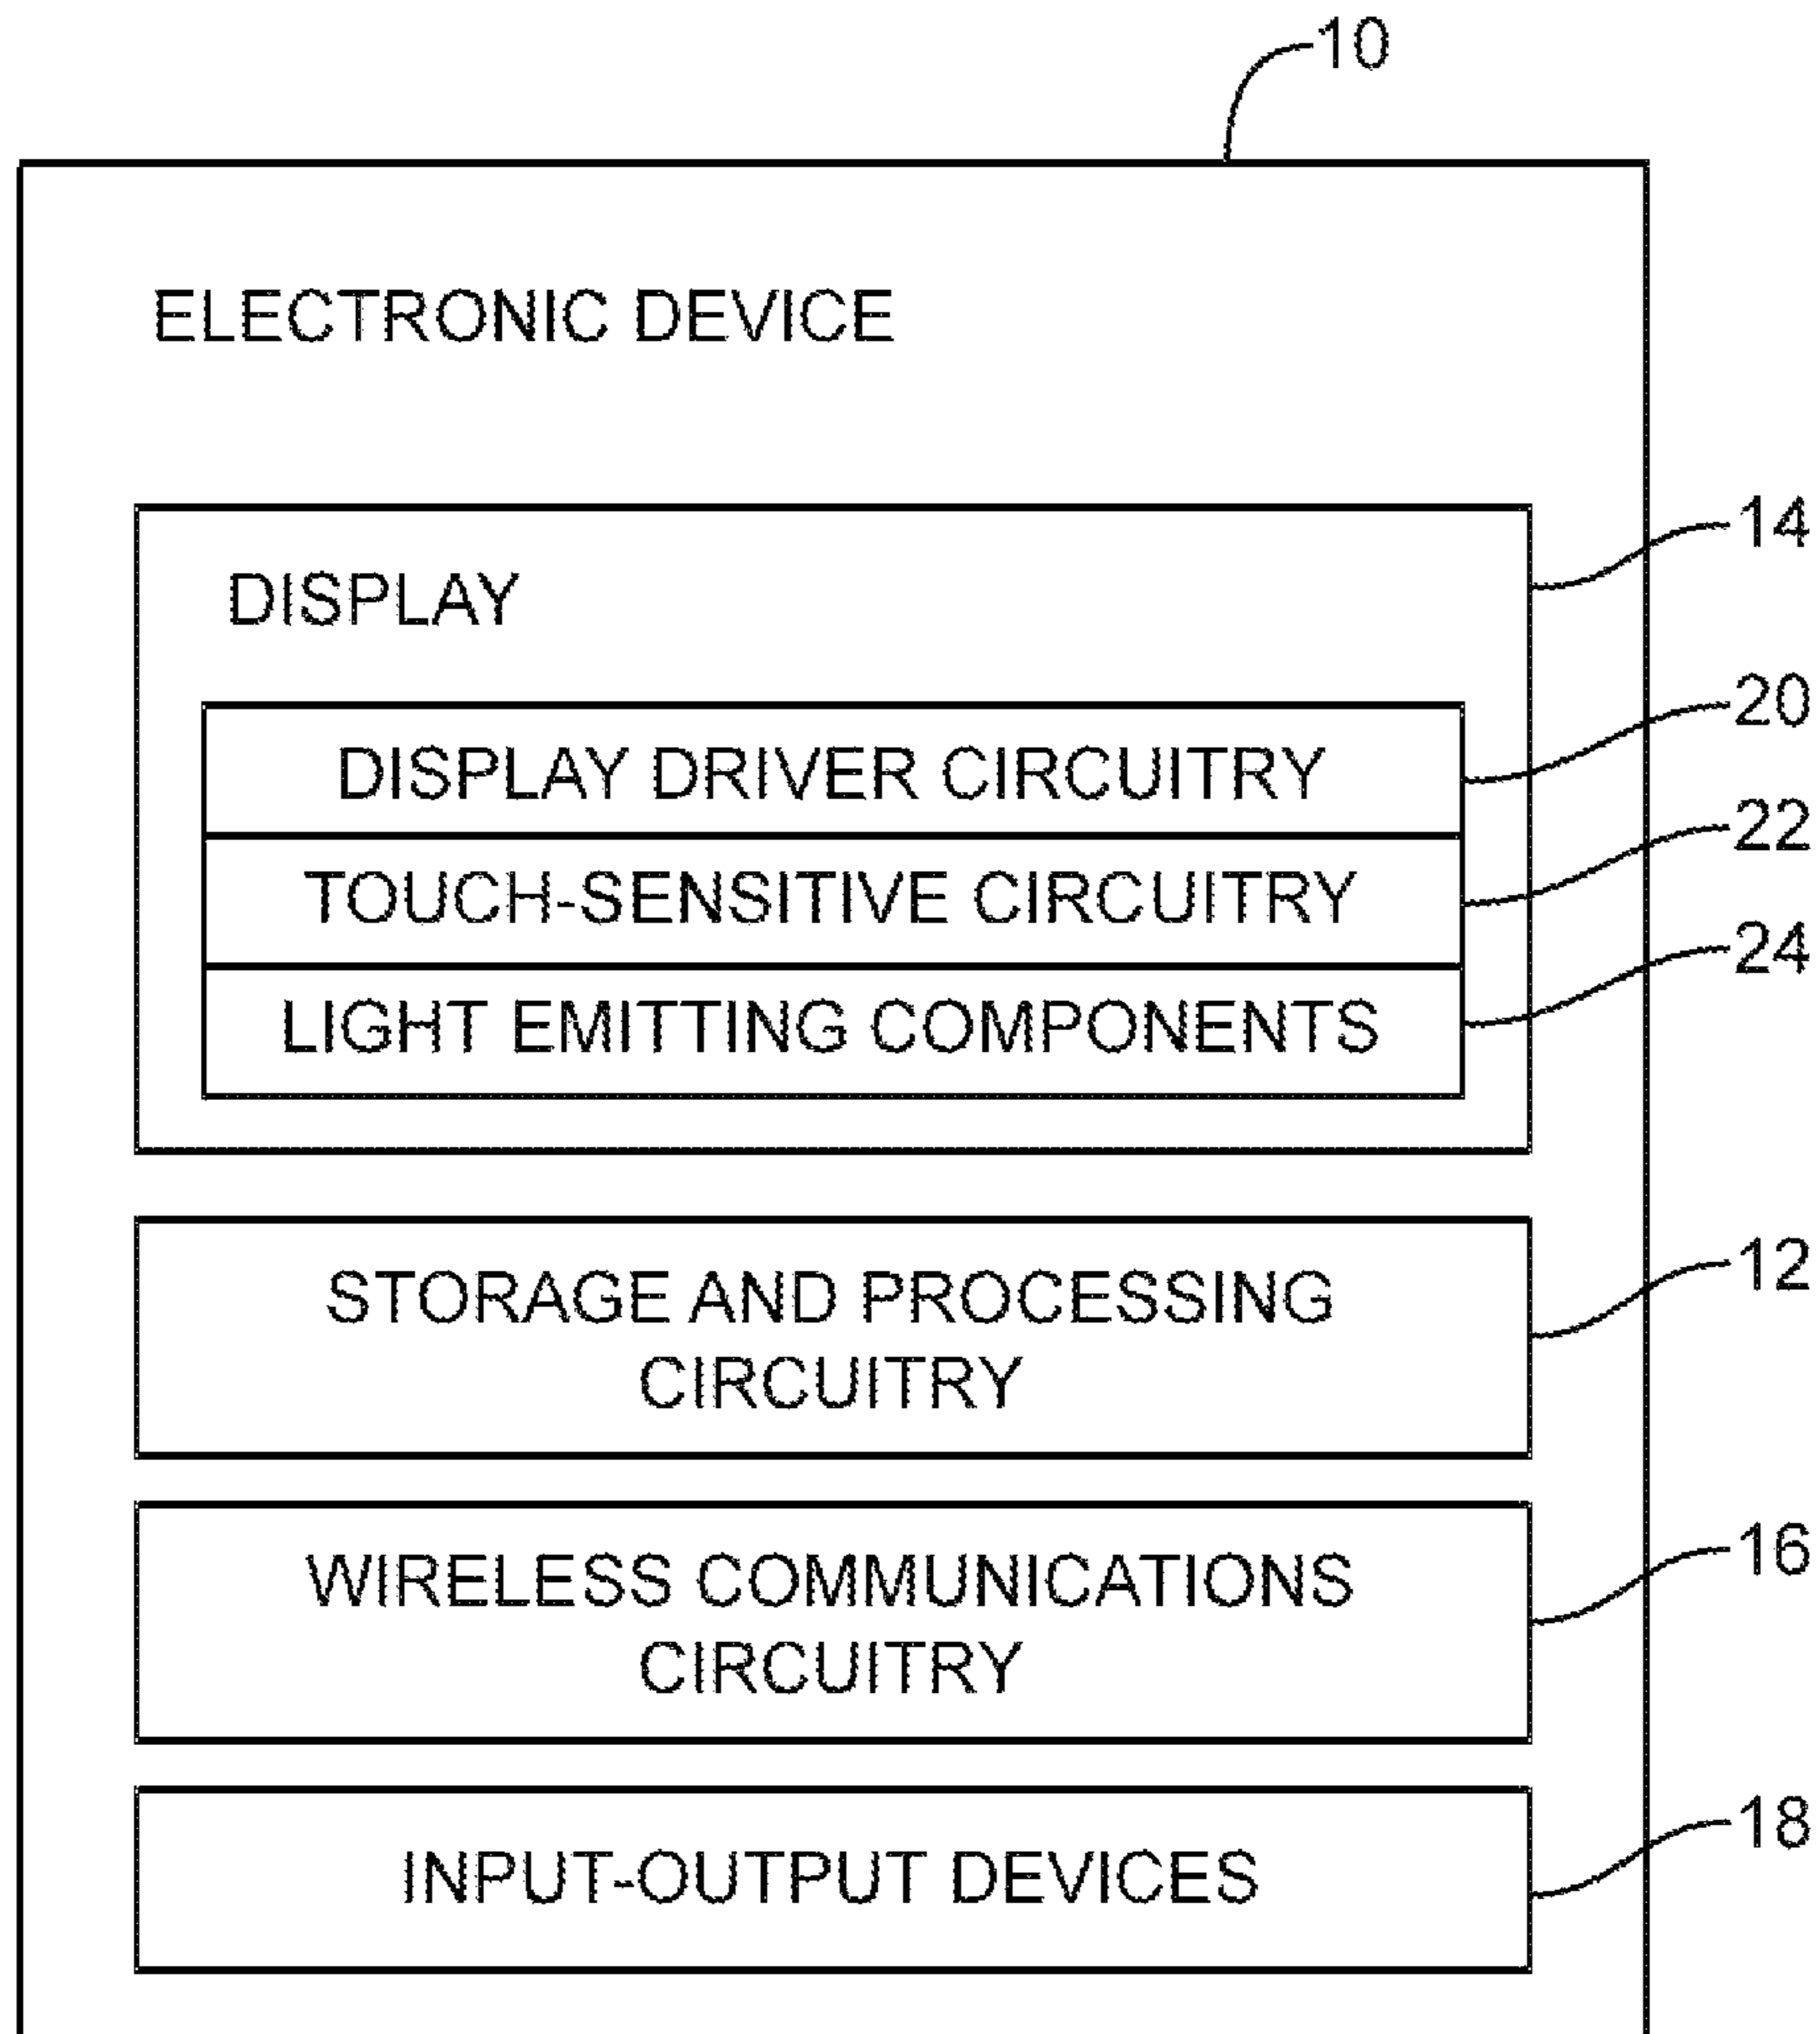 10
ELECTRONIC DEVICE
14
DISPLAY
20
DISPLAY DRIVER CIRCUITRY
22
TOUCH-SENSITIVE CIRCUITRY
24
LIGHT EMITTING COMPONENTS
12
STORAGE AND PROCESSING
CIRCUITRY
16
WIRELESS COMMUNICATIONS
CIRCUITRY
18
INPUT-OUTPUT DEVICES